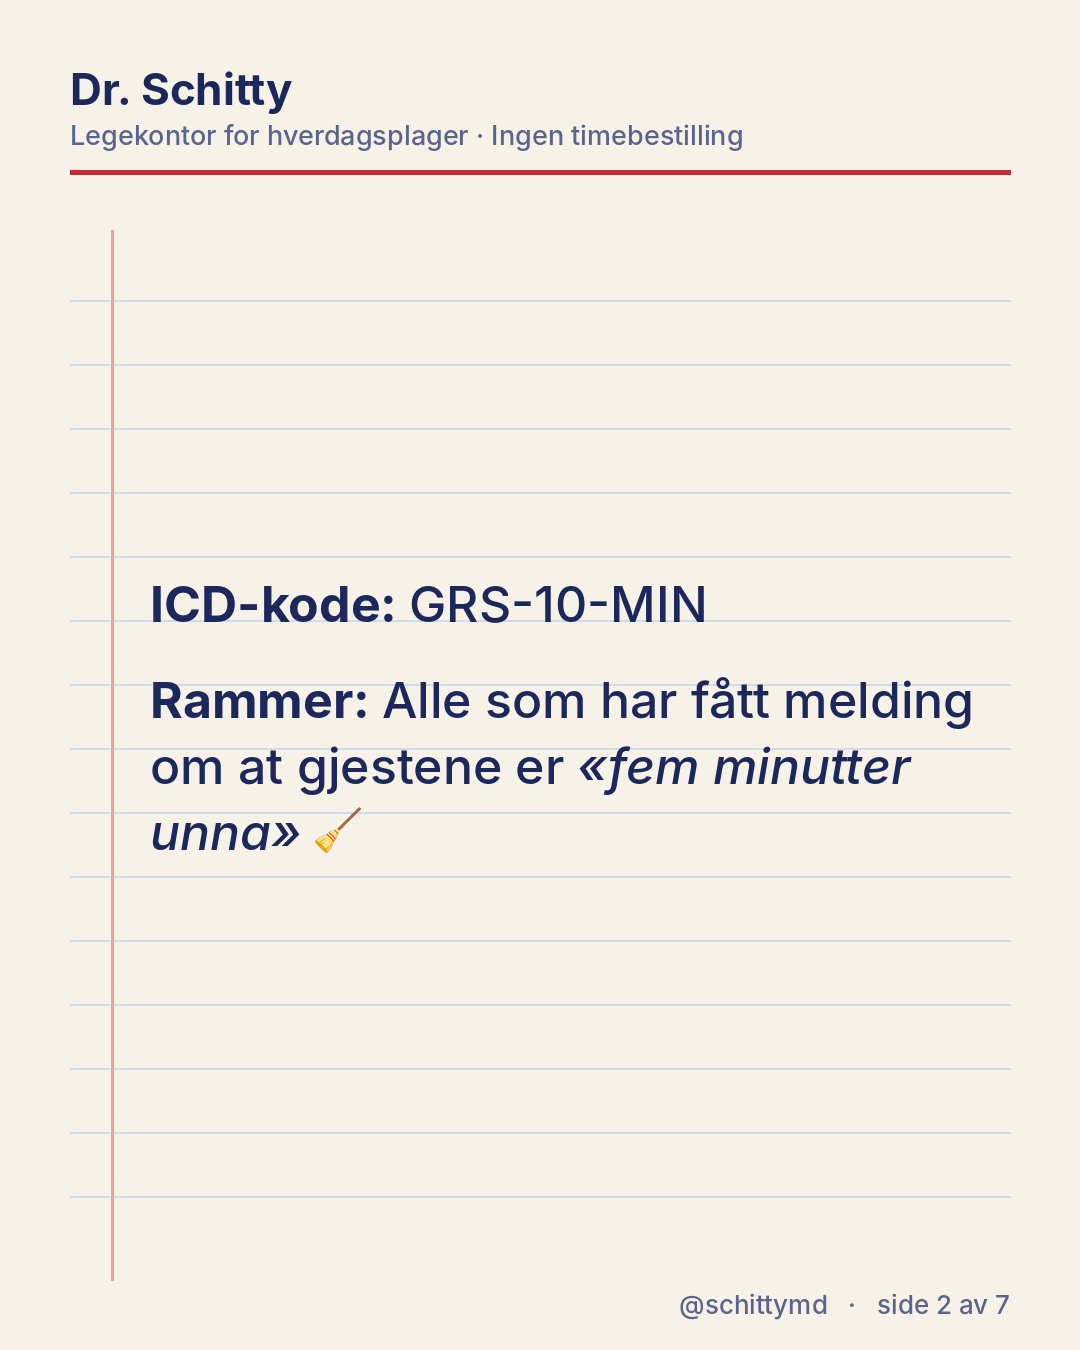 Dr. Schitty
Legekontor for hverdagsplager · Ingen timebestilling
ICD-kode: GRS-10-MIN
Rammer: Alle som har fått melding
om at gjestene er «fem minutter
unna» 🧹
@schittymd · side 2 av 7